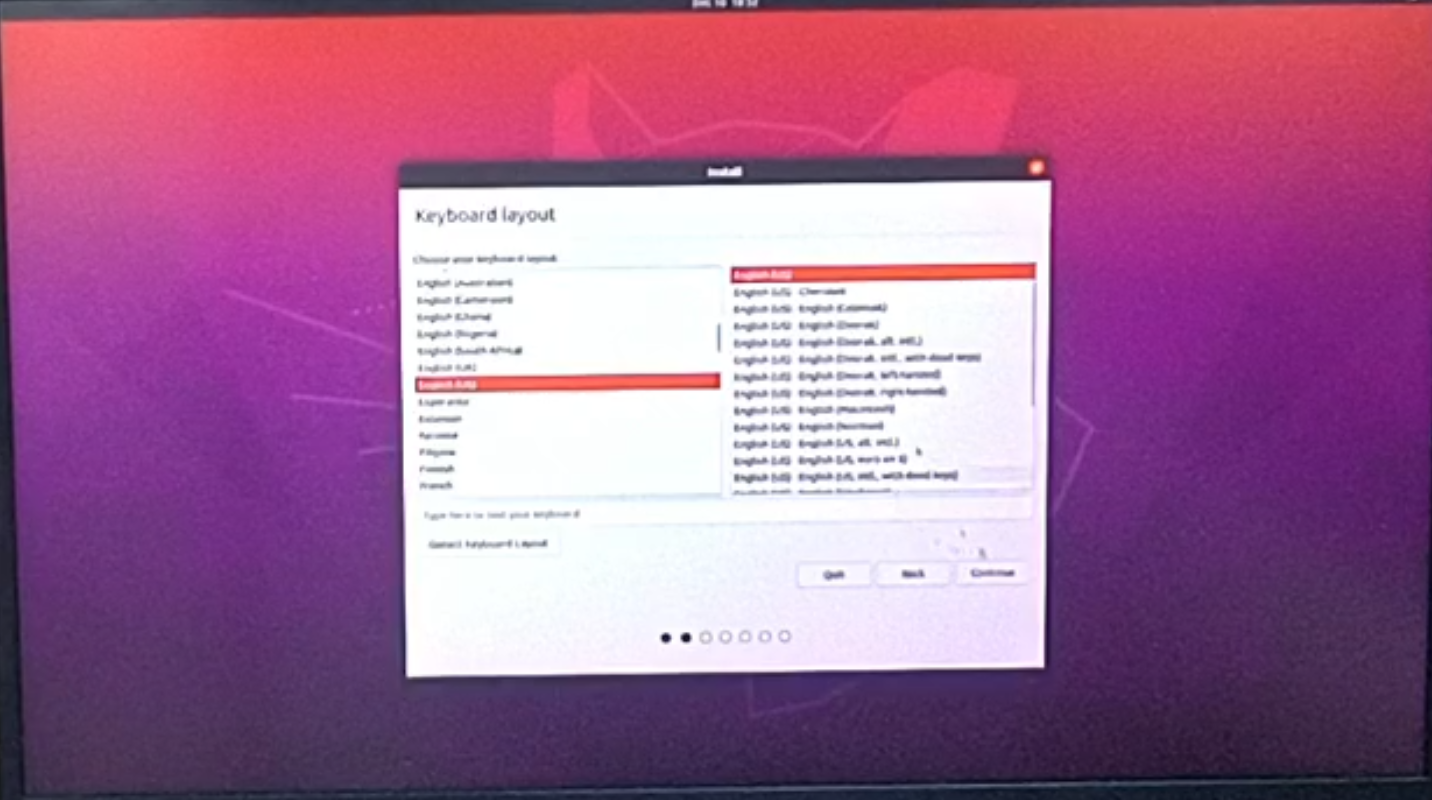 Dec 10 18:52
Install
Keyboard layout
Choose your keyboard layout:
English (Australian)
English (Cameroon)
English (Ghana)
English (Nigeria)
English (South Africa)
English (UK)
English (US)
Esperanto
Estonian
Faroese
Filipino
Finnish
French
English (US)
English (US) - Cherokee
English (US) - English (Colemak)
English (US) - English (Dvorak)
English (US) - English (Dvorak, alt. intl.)
English (US) - English (Dvorak, intl., with dead keys)
English (US) - English (Dvorak, left-handed)
English (US) - English (Dvorak, right-handed)
English (US) - English (Macintosh)
English (US) - English (Norman)
English (US) - English (US, alt. intl.)
English (US) - English (US, euro on 5)
English (US) - English (US, intl., with dead keys)
Type here to test your keyboard
Detect Keyboard Layout
Quit
Back
Continue